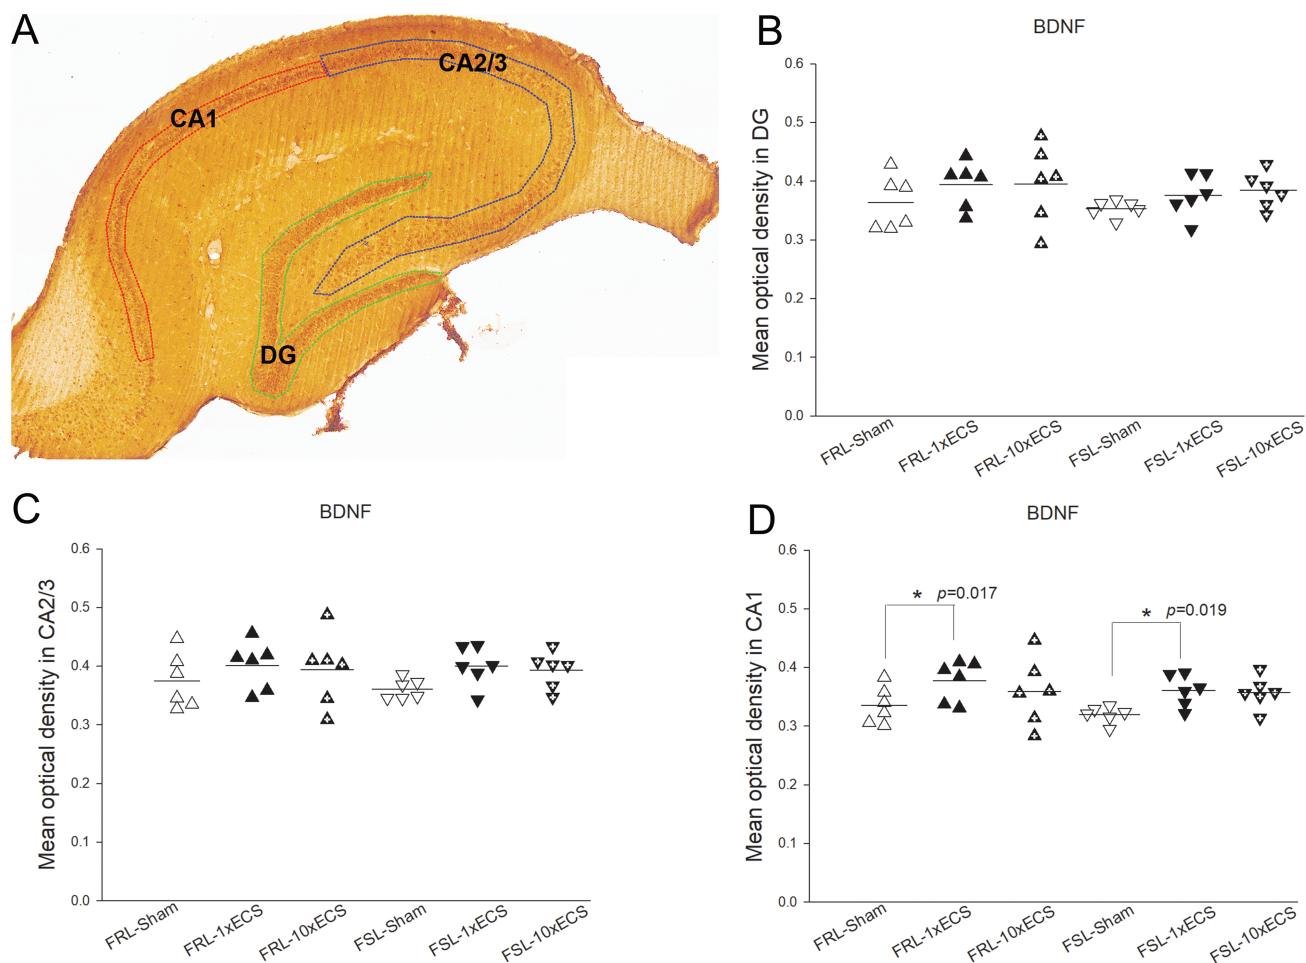 A
CA1
CA2/3
DG
B
BDNF
Mean optical density in DG
0.6
0.5
0.4
0.3
0.2
0.1
0.0
FRL-Sham
FRL-1xECS
FRL-10xECS
FSL-Sham
FSL-1xECS
FSL-10xECS
C
BDNF
Mean optical density in CA2/3
0.6
0.5
0.4
0.3
0.2
0.1
0.0
FRL-Sham
FRL-1xECS
FRL-10xECS
FSL-Sham
FSL-1xECS
FSL-10xECS
D
BDNF
Mean optical density in CA1
0.6
0.5
0.4
0.3
0.2
0.1
0.0
* p=0.017
* p=0.019
FRL-Sham
FRL-1xECS
FRL-10xECS
FSL-Sham
FSL-1xECS
FSL-10xECS